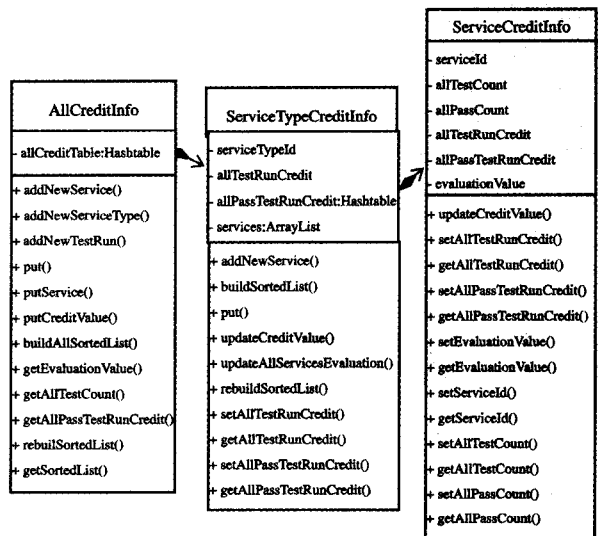 AllCreditInfo
- allCreditTable:Hashtable
+ addNewService()
+ addNewServiceType()
+ addNewTestRun()
+ put()
+ putService()
+ putCreditValue()
+ buildAllSortedList()
+ getEvaluationValue()
+ getAllTestCount()
+ getAllPassTestRunCredit()
+ rebuilSortedList()
+ getSortedList()
ServiceTypeCreditInfo
- serviceTypeId
- allTestRunCredit
- allPassTestRunCredit:Hashtable
- services:ArrayList
+ addNewService()
+ buildSortedList()
+ put()
+ updateCreditValue()
+ updateAllServicesEvaluation()
+ rebuildSortedList()
+ setAllTestRunCredit()
+ getAllTestRunCredit()
+ setAllPassTestRunCredit()
+ getAllPassTestRunCredit()
ServiceCreditInfo
- serviceId
- allTestCount
- allPassCount
- allTestRunCredit
- allPassTestRunCredit
- evaluationValue
+ updateCreditValue()
+ setAllTestRunCredit()
+ getAllTestRunCredit()
+ setAllPassTestRunCredit()
+ getAllPassTestRunCredit()
+ setEvaluationValue()
+ getEvaluationValue()
+ setServiceId()
+ getServiceId()
+ setAllTestCount()
+ getAllTestCount()
+ setAllPassCount()
+ getAllPassCount()